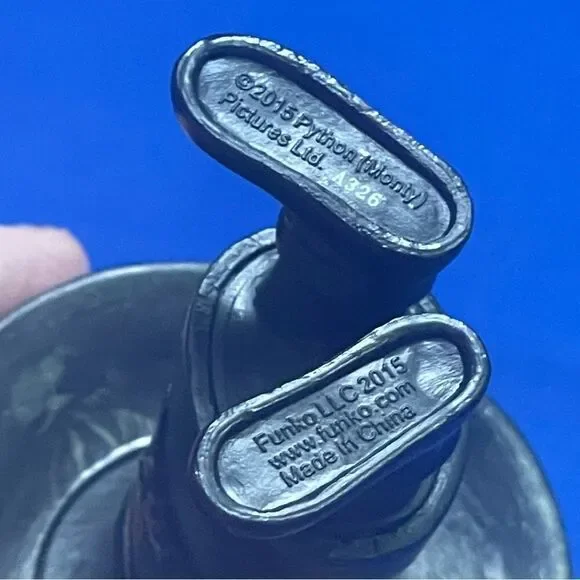 ©2015 Python (Monty)
Pictures Ltd. A326
Funko LLC 2015
www.funko.com
Made in China